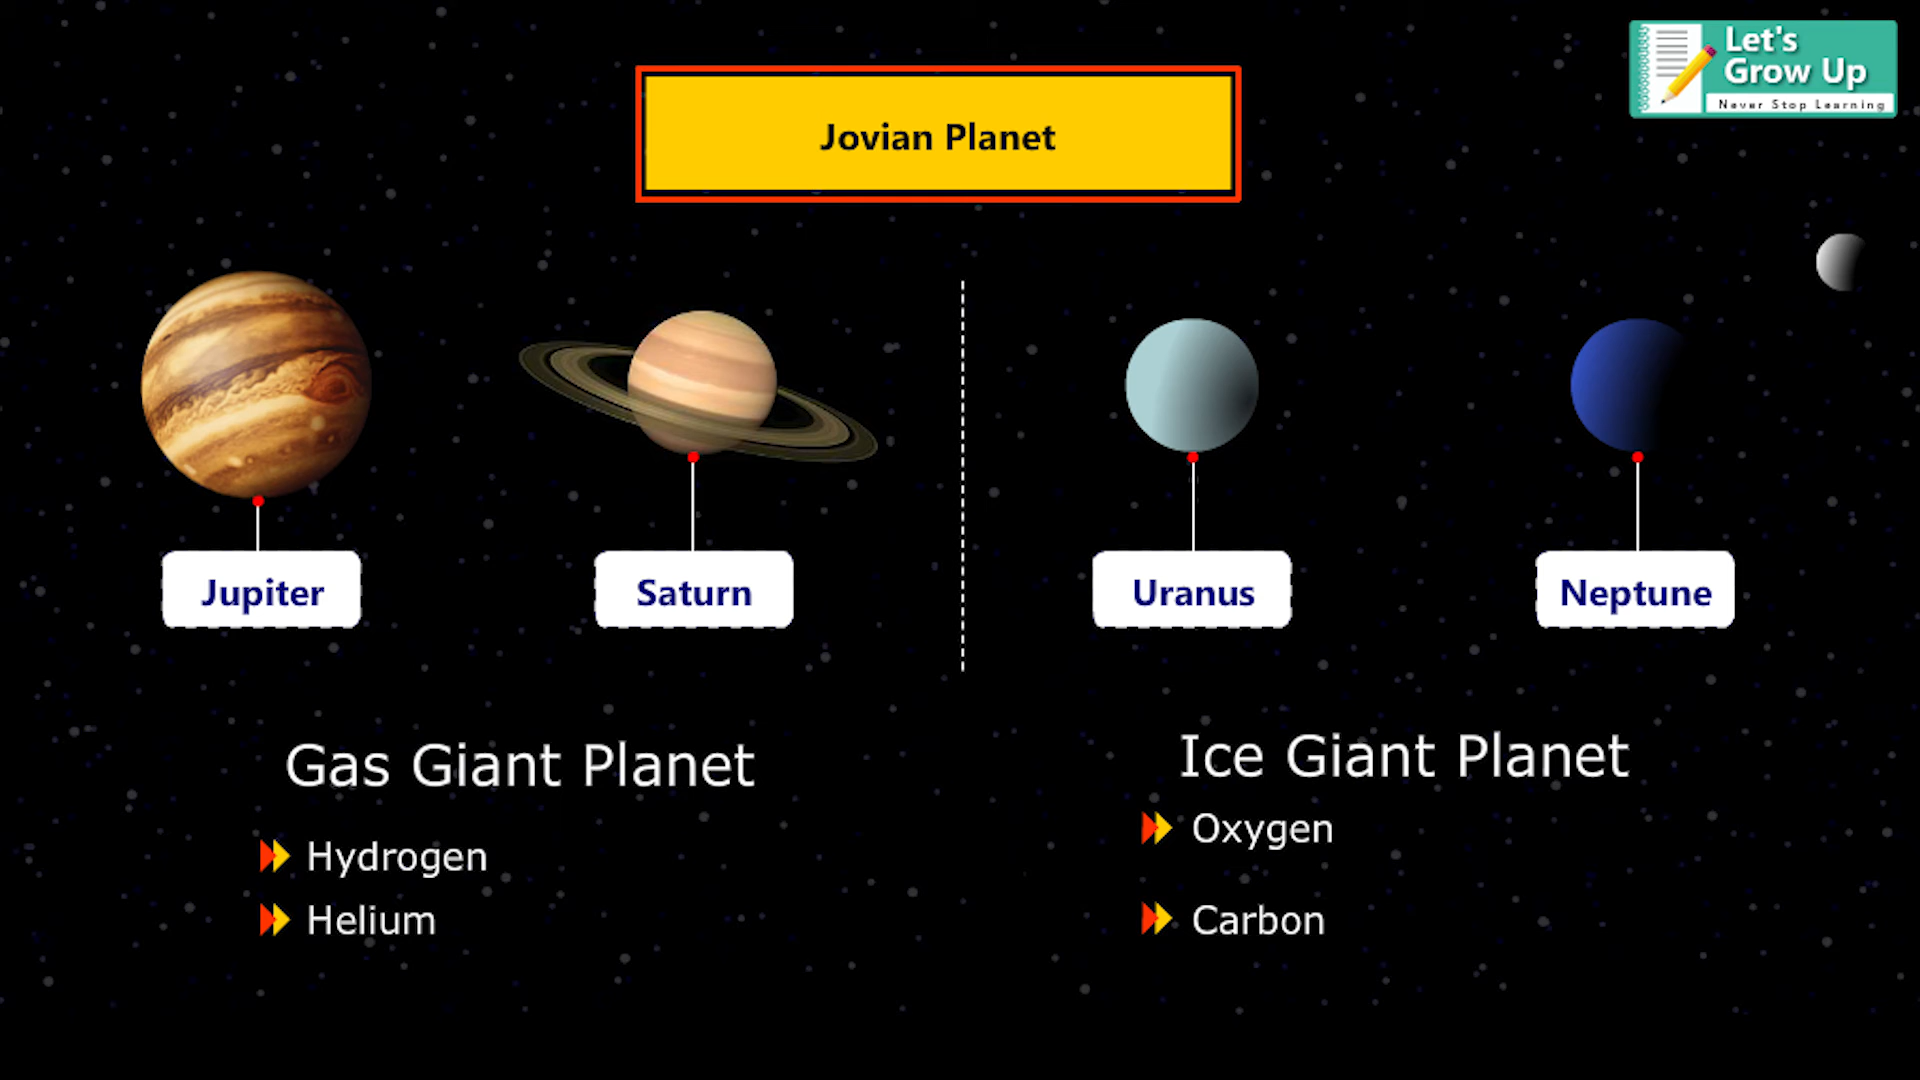 Let's
Grow Up
Never Stop Learning
Jovian Planet
Jupiter
Saturn
Uranus
Neptune
Gas Giant Planet
Hydrogen
Helium
Ice Giant Planet
Oxygen
Carbon